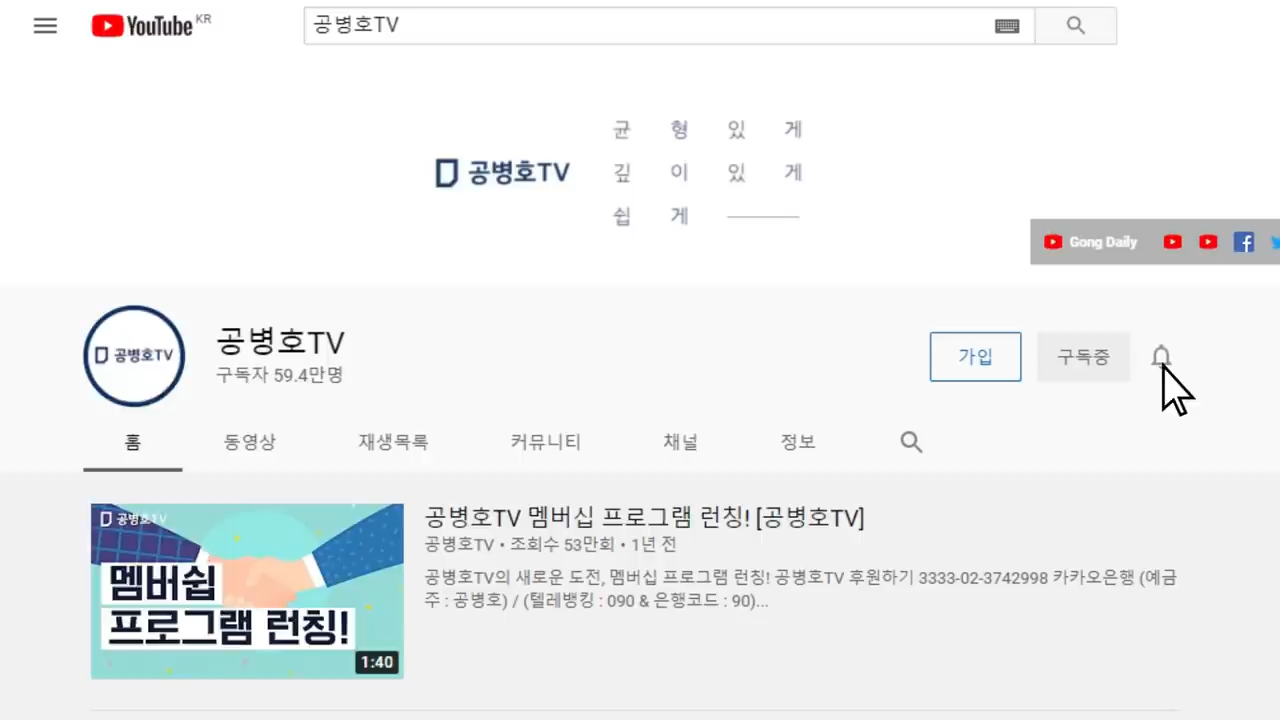 YouTube KR
공병호TV
균형있게
공병호TV
깊이있게
쉽게
Gong Daily
공병호TV
공병호TV
구독자 59.4만명
가입
구독중
홈
동영상
재생목록
커뮤니티
채널
정보
공병호TV
멤버쉽
프로그램 런칭!
1:40
공병호TV 멤버십 프로그램 런칭! [공병호TV]
공병호TV • 조회수 53만회 • 1년 전
공병호TV의 새로운 도전, 멤버십 프로그램 런칭! 공병호TV 후원하기 3333-02-3742998 카카오은행 (예금
주 : 공병호) / (텔레뱅킹 : 090 & 은행코드 : 90)...